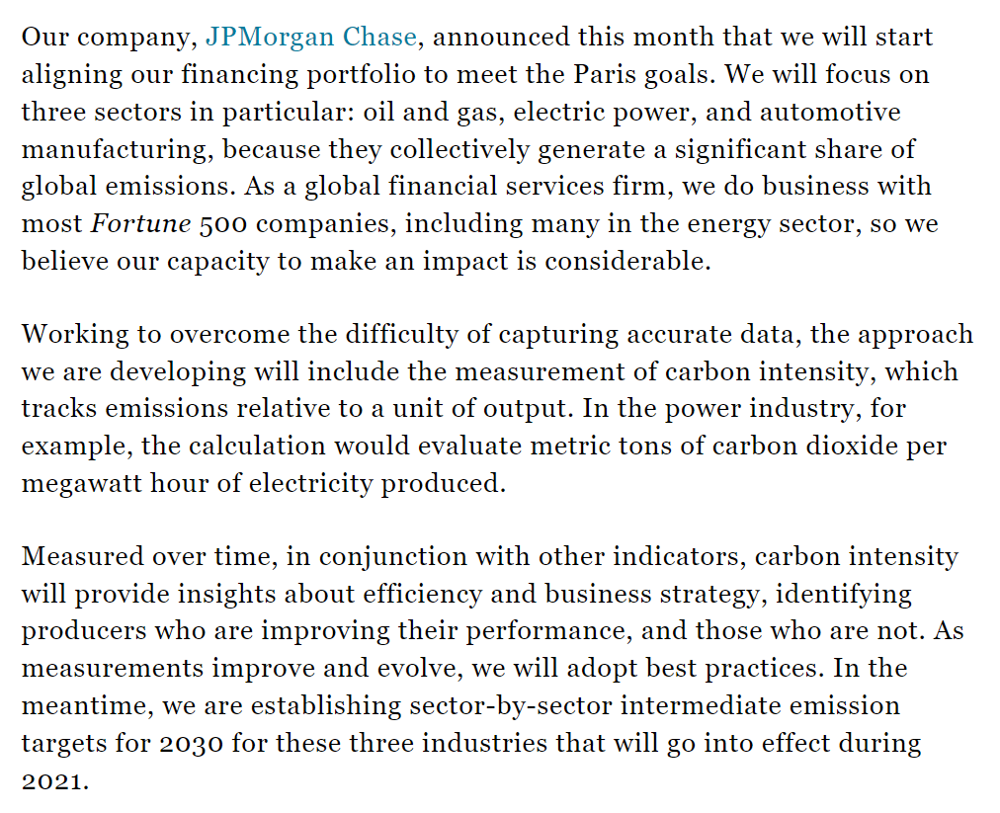 Our company, JPMorgan Chase, announced this month that we will start
aligning our financing portfolio to meet the Paris goals. We will focus on
three sectors in particular: oil and gas, electric power, and automotive
manufacturing, because they collectively generate a significant share of
global emissions. As a global financial services firm, we do business with
most Fortune 500 companies, including many in the energy sector, so we
believe our capacity to make an impact is considerable.
Working to overcome the difficulty of capturing accurate data, the approach
we are developing will include the measurement of carbon intensity, which
tracks emissions relative to a unit of output. In the power industry, for
example, the calculation would evaluate metric tons of carbon dioxide per
megawatt hour of electricity produced.
Measured over time, in conjunction with other indicators, carbon intensity
will provide insights about efficiency and business strategy, identifying
producers who are improving their performance, and those who are not. As
measurements improve and evolve, we will adopt best practices. In the
meantime, we are establishing sector-by-sector intermediate emission
targets for 2030 for these three industries that will go into effect during
2021.